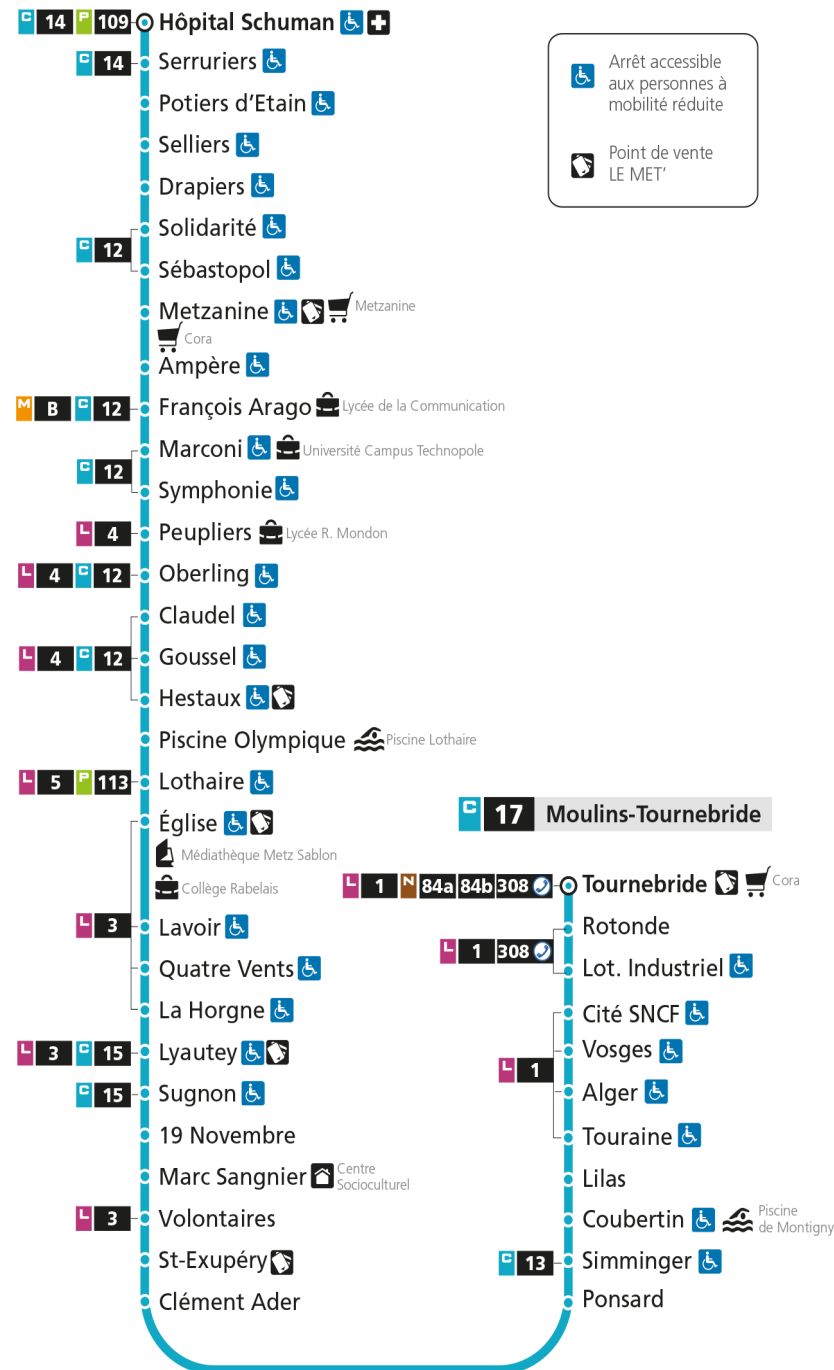 C 14 P 109 Hôpital Schuman
C 14 Serruriers
Potiers d'Etain
Selliers
Drapiers
Solidarité
C 12
Sébastopol
Metzanine Metzanine
Cora
Ampère
M B C 12 François Arago Lycée de la Communication
Marconi Université Campus Technopole
C 12
Symphonie
L 4 Peupliers Lycée R. Mondon
L 4 C 12 Oberling
Claudel
L 4 C 12 Goussel
Hestaux
Piscine Olympique Piscine Lothaire
L 5 P 113 Lothaire
Église
Médiathèque Metz Sablon
Collège Rabelais
L 3 Lavoir
Quatre Vents
La Horgne
L 3 C 15 Lyautey
C 15 Sugnon
19 Novembre
Marc Sangnier Centre
Socioculturel
L 3 Volontaires
St-Exupéry
Clément Ader
Arrêt accessible
aux personnes à
mobilité réduite
Point de vente
LE MET'
C 17 Moulins-Tournebride
L 1 N 84a 84b 308 Tournebride Cora
Rotonde
L 1 308
Lot. Industriel
Cité SNCF
Vosges
L 1
Alger
Touraine
Lilas
Coubertin Piscine
de Montigny
C 13 Simminger
Ponsard